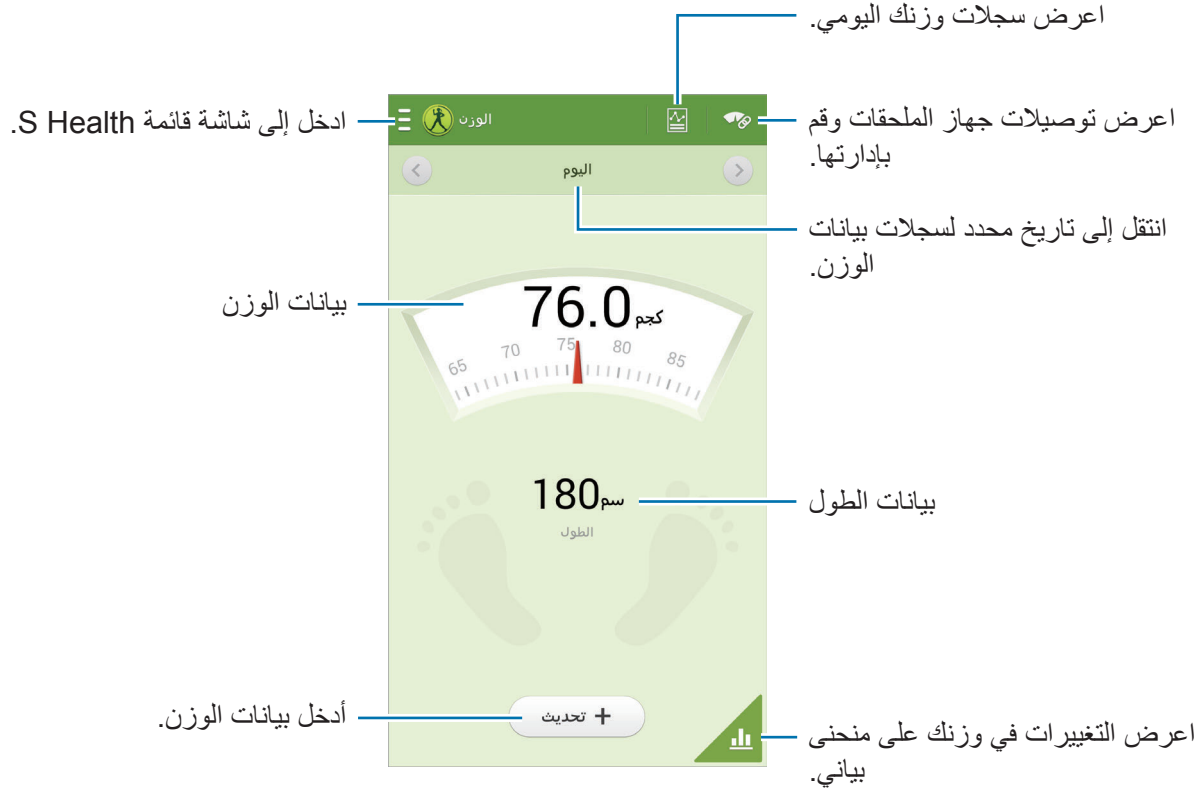 اعرض سجلات وزنك اليومي.
ادخل إلى شاشة قائمة S Health.
الوزن
اعرض توصيلات جهاز الملحقات وقم
بإدارتها.
اليوم
انتقل إلى تاريخ محدد لسجلات بيانات
الوزن.
بيانات الوزن
76.0 كجم
65 70 75 80 85
180 سم
الطول
بيانات الطول
أدخل بيانات الوزن.
+ تحديث
اعرض التغييرات في وزنك على منحنى
بياني.